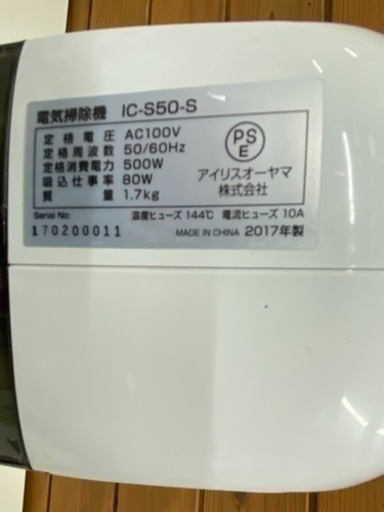 電気掃除機 IC-S50-S
定格電圧 AC100V
定格周波数 50/60Hz
定格消費電力 500W
吸込仕事率 80W
質量 1.7kg
PS
E
アイリスオーヤマ
株式会社
Serial No: 温度ヒューズ 144℃ 電流ヒューズ 10A
170200011 MADE IN CHINA 2017年製